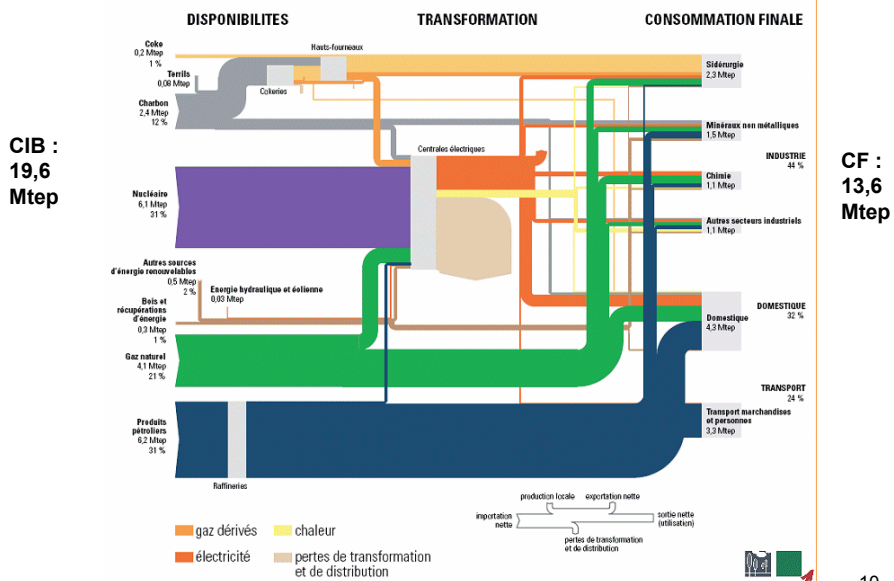 DISPONIBILITES
TRANSFORMATION
CONSOMMATION FINALE
CIB :
19,6
Mtep
Coke
0,2 Mtep
1 %
Terrils
0,08 Mtep
Charbon
2,4 Mtep
12 %
Nucléaire
6,1 Mtep
31 %
Autres sources
d'énergie renouvelables
0,5 Mtep
2 %
Energie hydraulique et éolienne
0,03 Mtep
Bois et
récupérations
d'énergie
0,3 Mtep
1 %
Gaz naturel
4,1 Mtep
21 %
Produits
pétroliers
6,2 Mtep
31 %
Raffineries
Hauts-fourneaux
Cokeries
Centrales électriques
Sidérurgie
2,3 Mtep
Minéraux non métalliques
1,5 Mtep
INDUSTRIE
44 %
Chimie
1,1 Mtep
Autres secteurs industriels
1,1 Mtep
DOMESTIQUE
32 %
Domestique
4,3 Mtep
TRANSPORT
24 %
Transport marchandises
et personnes
3,3 Mtep
CF :
13,6
Mtep
production locale
exportation nette
importation
nette
sortie nette
(utilisation)
pertes de transformation
et de distribution
gaz dérivés
chaleur
électricité
pertes de transformation
et de distribution